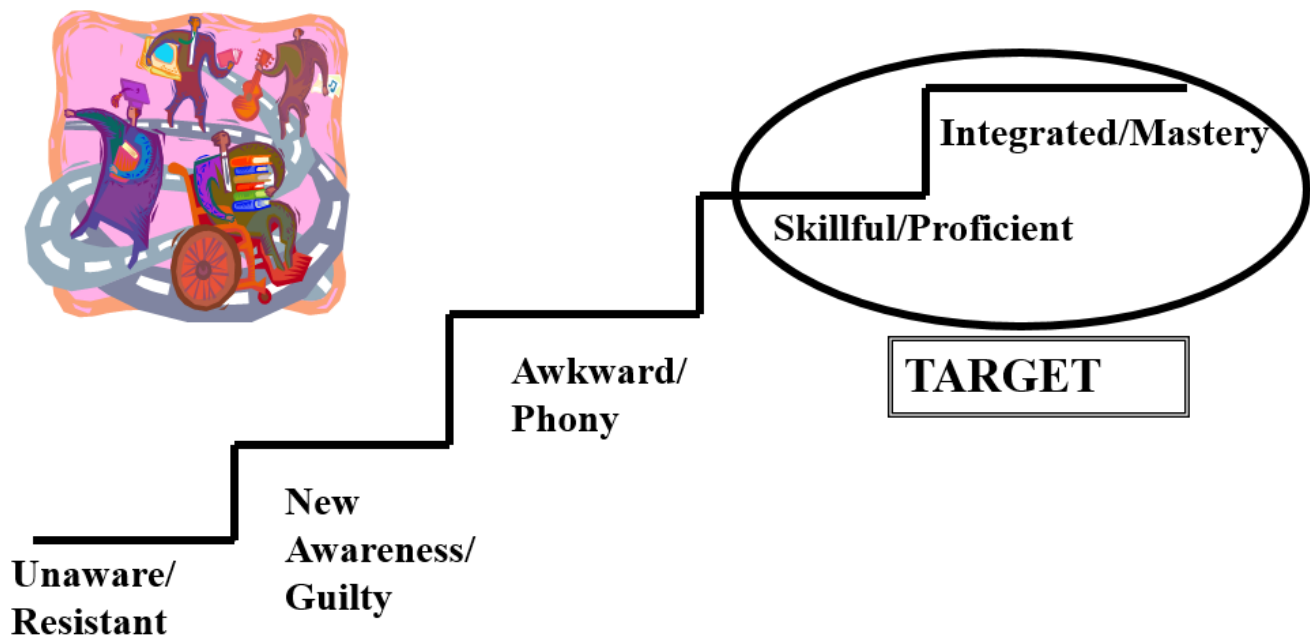 Integrated/Mastery
Skillful/Proficient
TARGET
Awkward/
Phony
New
Awareness/
Guilty
Unaware/
Resistant